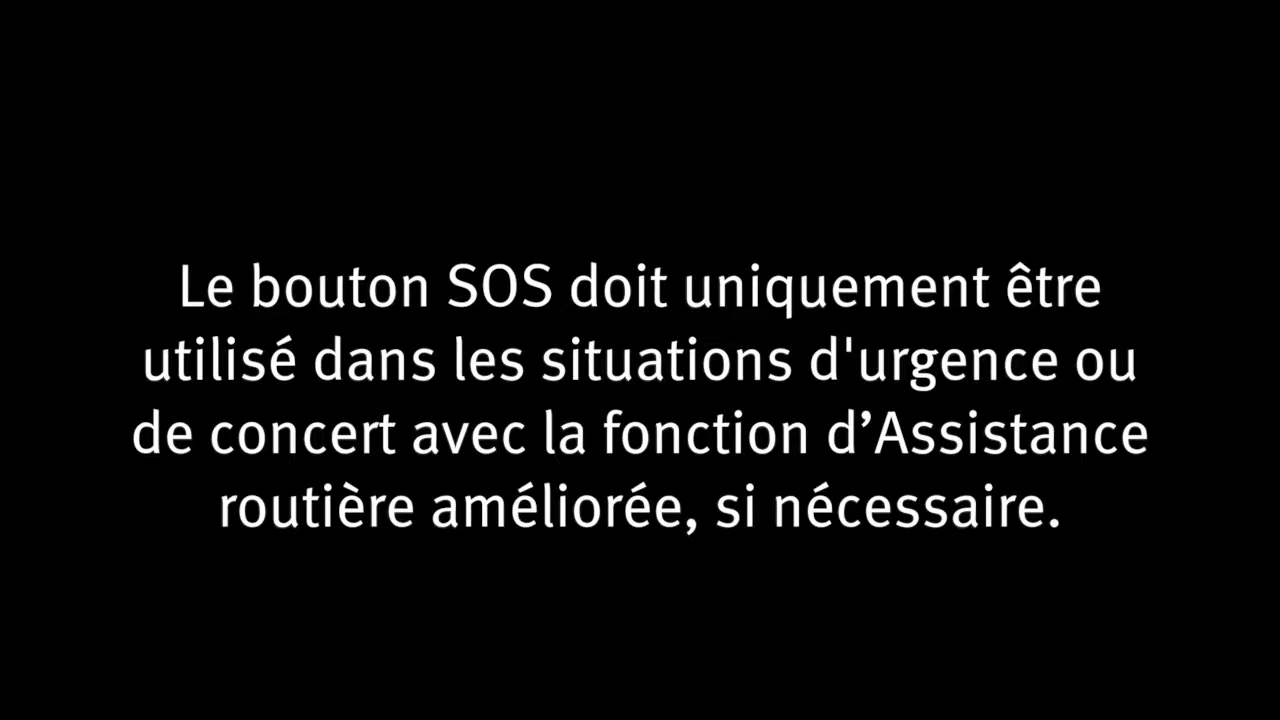 Le bouton SOS doit uniquement être
utilisé dans les situations d'urgence ou
de concert avec la fonction d’Assistance
routière améliorée, si nécessaire.